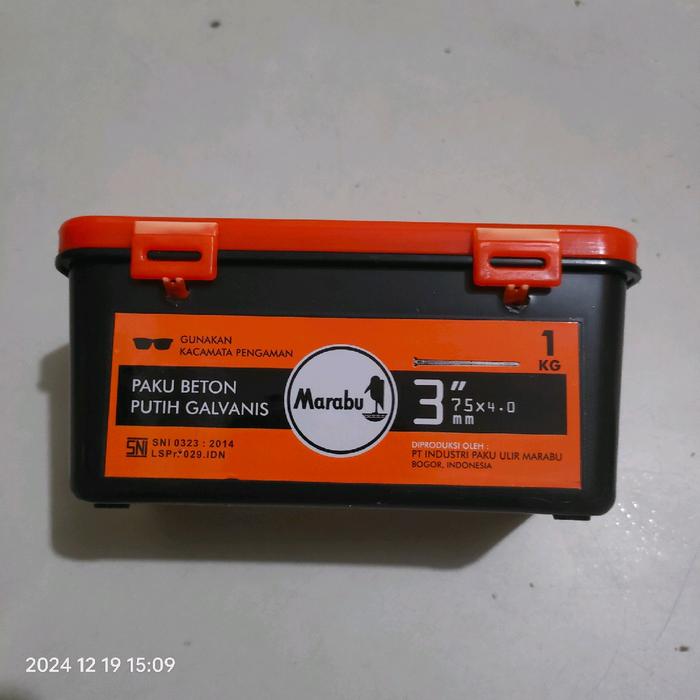 GUNAKAN
KACAMATA PENGAMAN
1
KG
PAKU BETON
PUTIH GALVANIS
Marabu
3"
75x4.0
mm
SNI
SNI 0323 : 2014
LSPr-029.IDN
DIPRODUKSI OLEH :
PT INDUSTRI PAKU ULIR MARABU
BOGOR, INDONESIA
2024 12 19 15:09